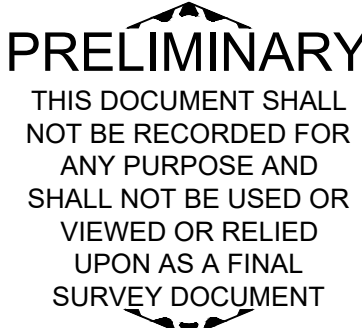 PRELIMINARY
THIS DOCUMENT SHALL
NOT BE RECORDED FOR
ANY PURPOSE AND
SHALL NOT BE USED OR
VIEWED OR RELIED
UPON AS A FINAL
SURVEY DOCUMENT